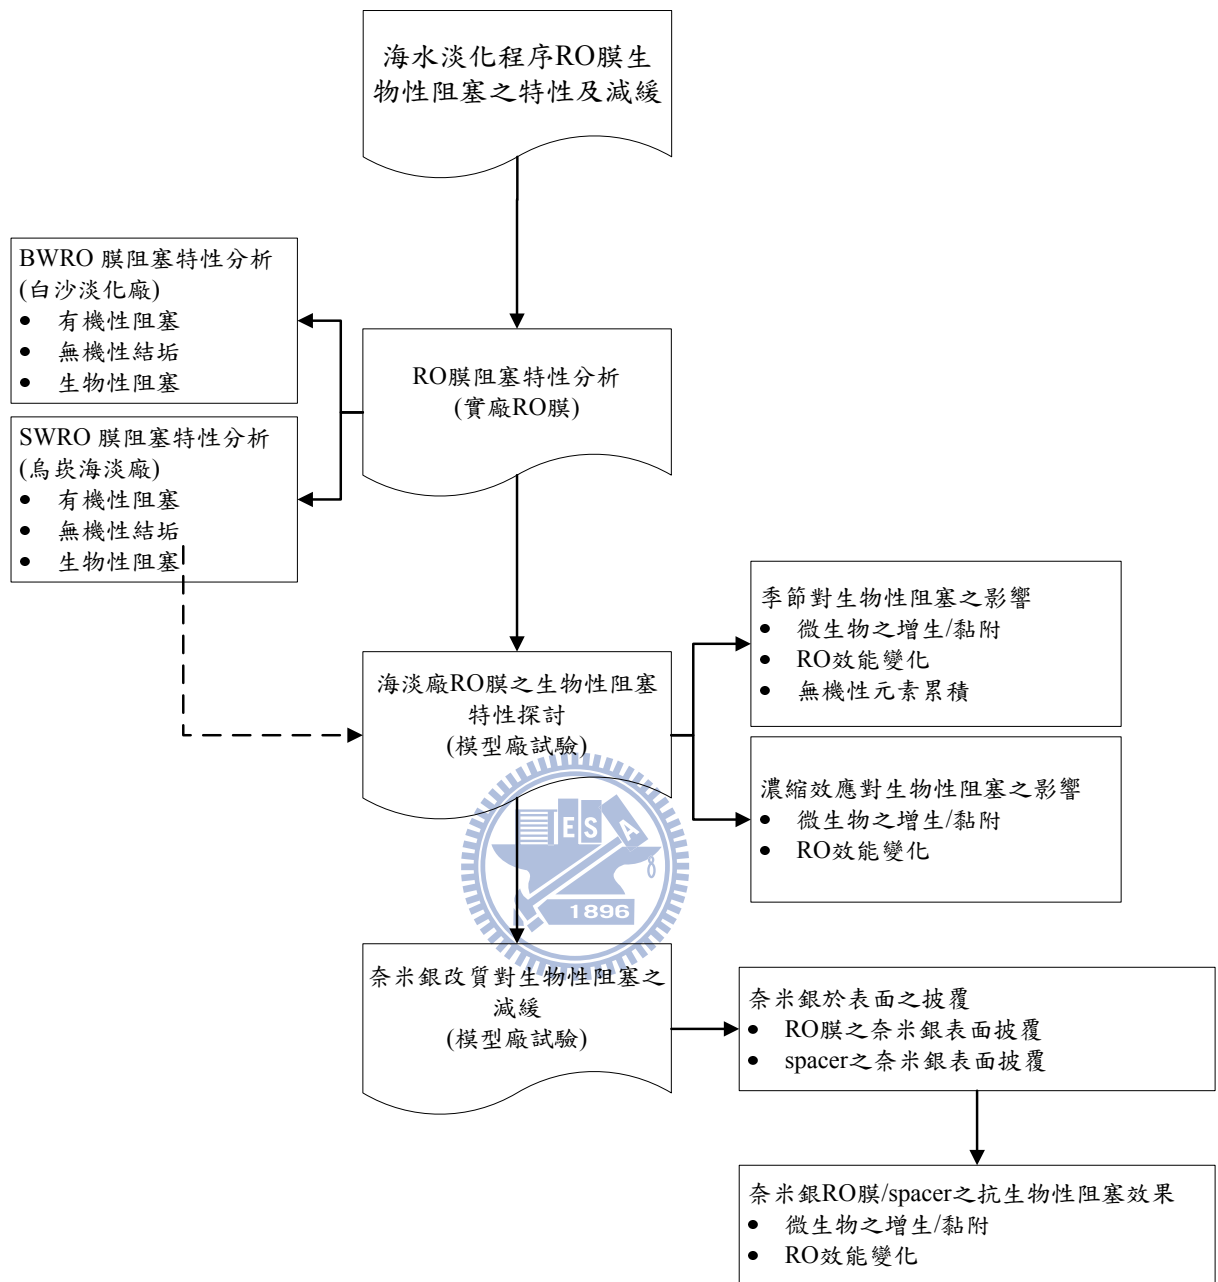 海水淡化程序RO膜生
物性阻塞之特性及減緩
BWRO 膜阻塞特性分析
(白沙淡化廠)
• 有機性阻塞
• 無機性結垢
• 生物性阻塞
RO膜阻塞特性分析
(實廠RO膜)
SWRO 膜阻塞特性分析
(烏崁海淡廠)
• 有機性阻塞
• 無機性結垢
• 生物性阻塞
季節對生物性阻塞之影響
• 微生物之增生/黏附
• RO效能變化
• 無機性元素累積
海淡廠RO膜之生物性阻塞
特性探討
(模型廠試驗)
濃縮效應對生物性阻塞之影響
• 微生物之增生/黏附
• RO效能變化
E S A
1896
奈米銀改質對生物性阻塞之
減緩
(模型廠試驗)
奈米銀於表面之披覆
• RO膜之奈米銀表面披覆
• spacer之奈米銀表面披覆
奈米銀RO膜/spacer之抗生物性阻塞效果
• 微生物之增生/黏附
• RO效能變化